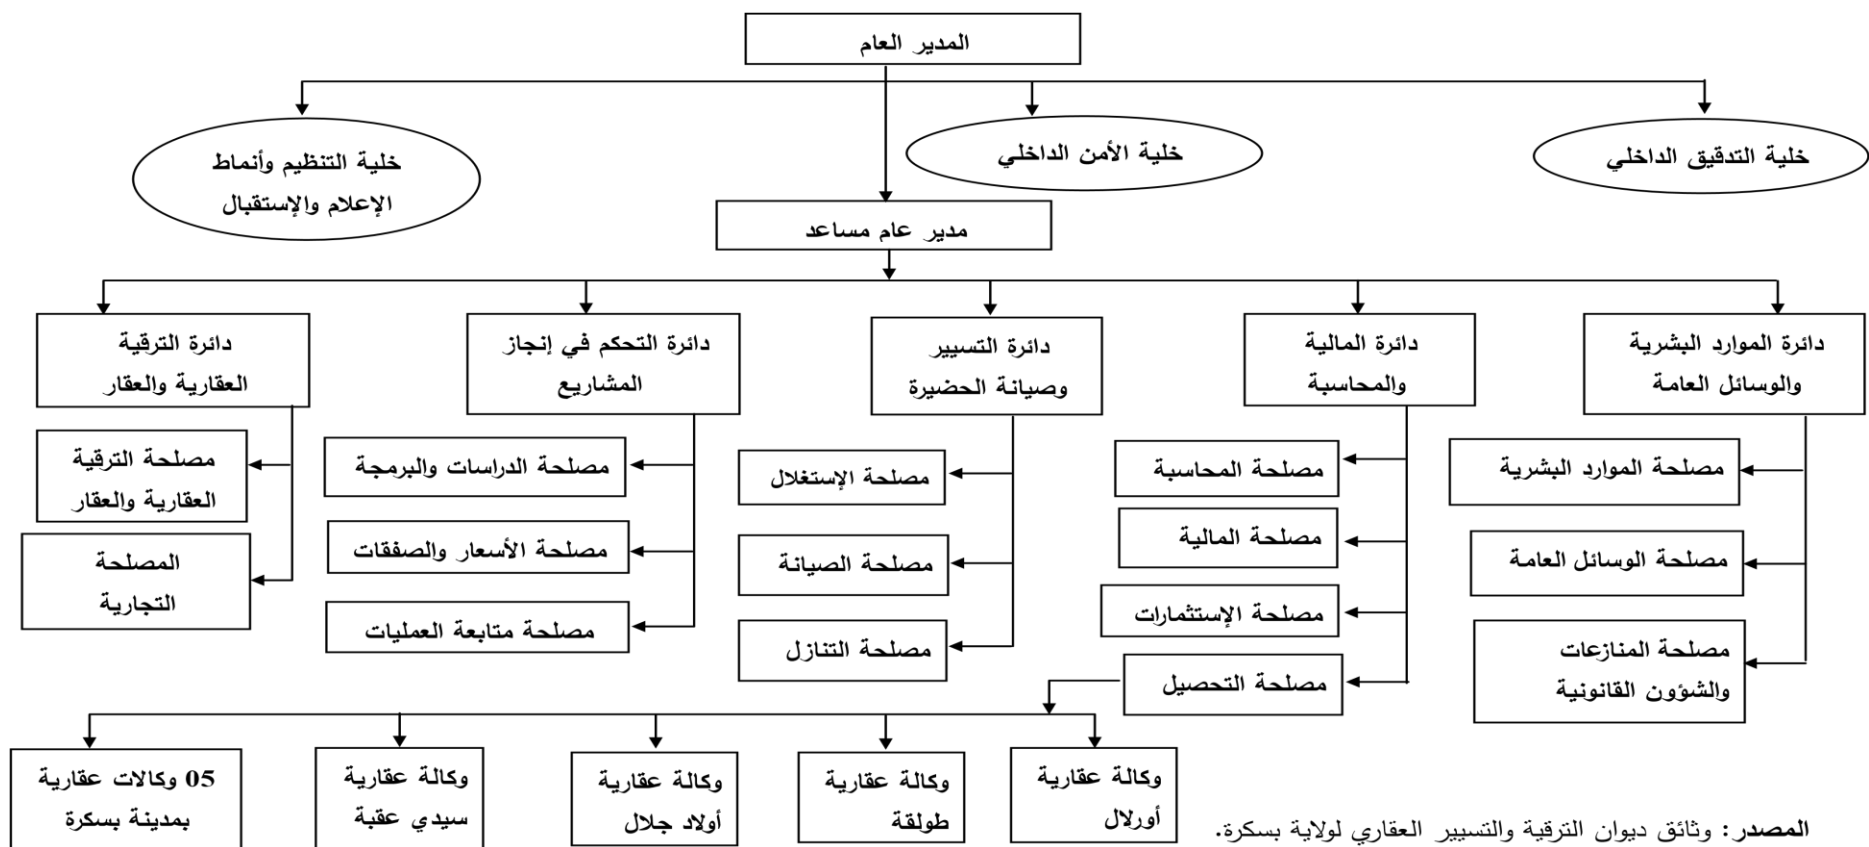 المدير العام
خلية التدقيق الداخلي
خلية الأمن الداخلي
خلية التنظيم وأنماط
الإعلام والإستقبال
مدير عام مساعد
دائرة الموارد البشرية
والوسائل العامة
دائرة المالية
والمحاسبة
دائرة التسيير
وصيانة الحضيرة
دائرة التحكم في إنجاز
المشاريع
دائرة الترقية
العقارية والعقار
مصلحة الموارد البشرية
مصلحة الوسائل العامة
مصلحة المنازعات
والشؤون القانونية
مصلحة المحاسبة
مصلحة المالية
مصلحة الإستثمارات
مصلحة التحصيل
مصلحة الإستغلال
مصلحة الصيانة
مصلحة التنازل
مصلحة الدراسات والبرمجة
مصلحة الأسعار والصفقات
مصلحة متابعة العمليات
مصلحة الترقية
العقارية والعقار
المصلحة
التجارية
وكالة عقارية
أورلال
وكالة عقارية
طولقة
وكالة عقارية
أولاد جلال
وكالة عقارية
سيدي عقبة
05 وكالات عقارية
بمدينة بسكرة
المصدر: وثائق ديوان الترقية والتسيير العقاري لولاية بسكرة.